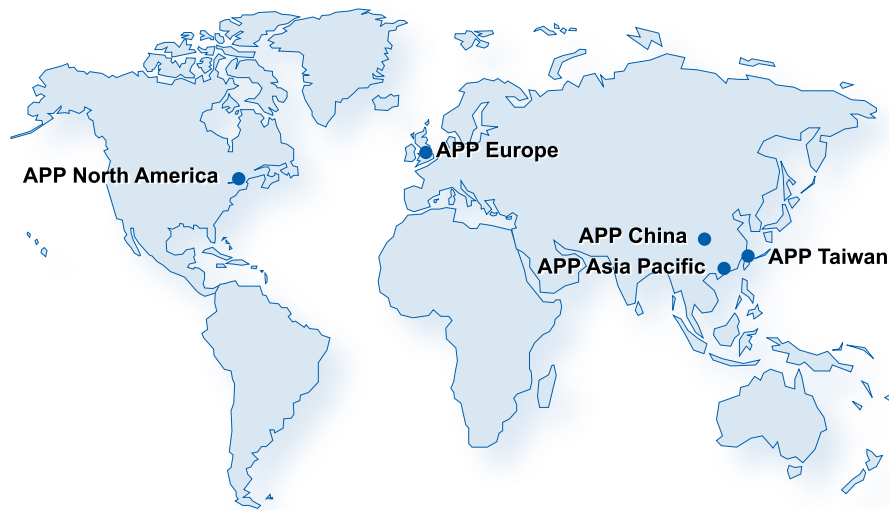 APP Europe
APP North America
APP China
APP Taiwan
APP Asia Pacific